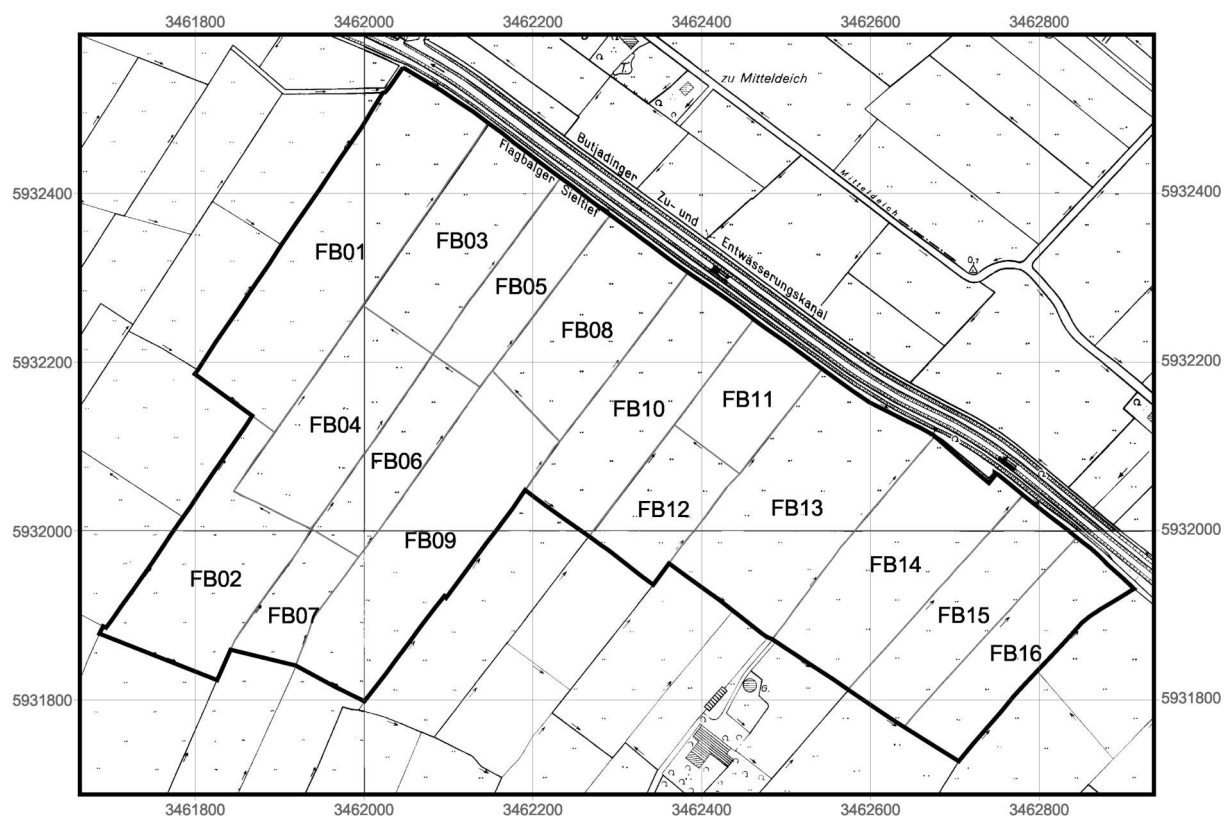 3461800 3462000 3462200 3462400 3462600 3462800
zu Mitteldeich
Butjadinger Zu- und Entwässerungskanal
Flagbalger Sieltief
Mitteldeich
5932400 5932400
0,7
FB01 FB03
FB05
FB08
5932200 5932200
FB10 FB11
FB04
FB06
FB12 FB13
5932000 5932000
FB09
FB14
FB02
FB07 FB15
FB16
G.
5931800 5931800
3461800 3462000 3462200 3462400 3462600 3462800